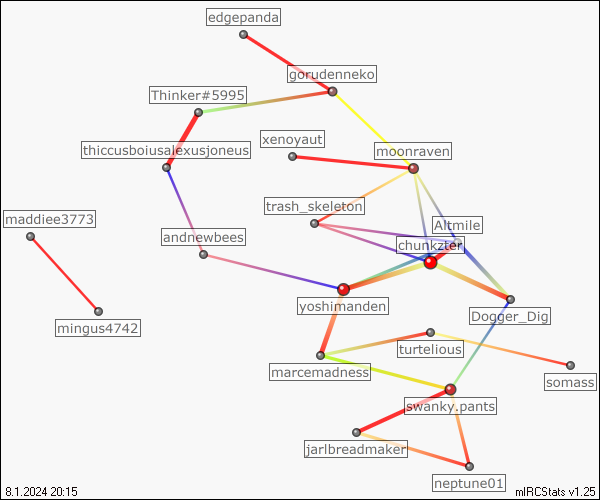 edgepanda
gorudenneko
Thinker#5995
xenoyaut
moonraven
thiccusboiusalexusjoneus
trash_skeleton
maddiee3773
Altmile
andnewbees
chunkzter
yoshimanden
Dogger_Dig
mingus4742
turtelious
marcemadness
somass
swanky.pants
jarlbreadmaker
neptune01
8.1.2024 20:15
mIRCStats v1.25